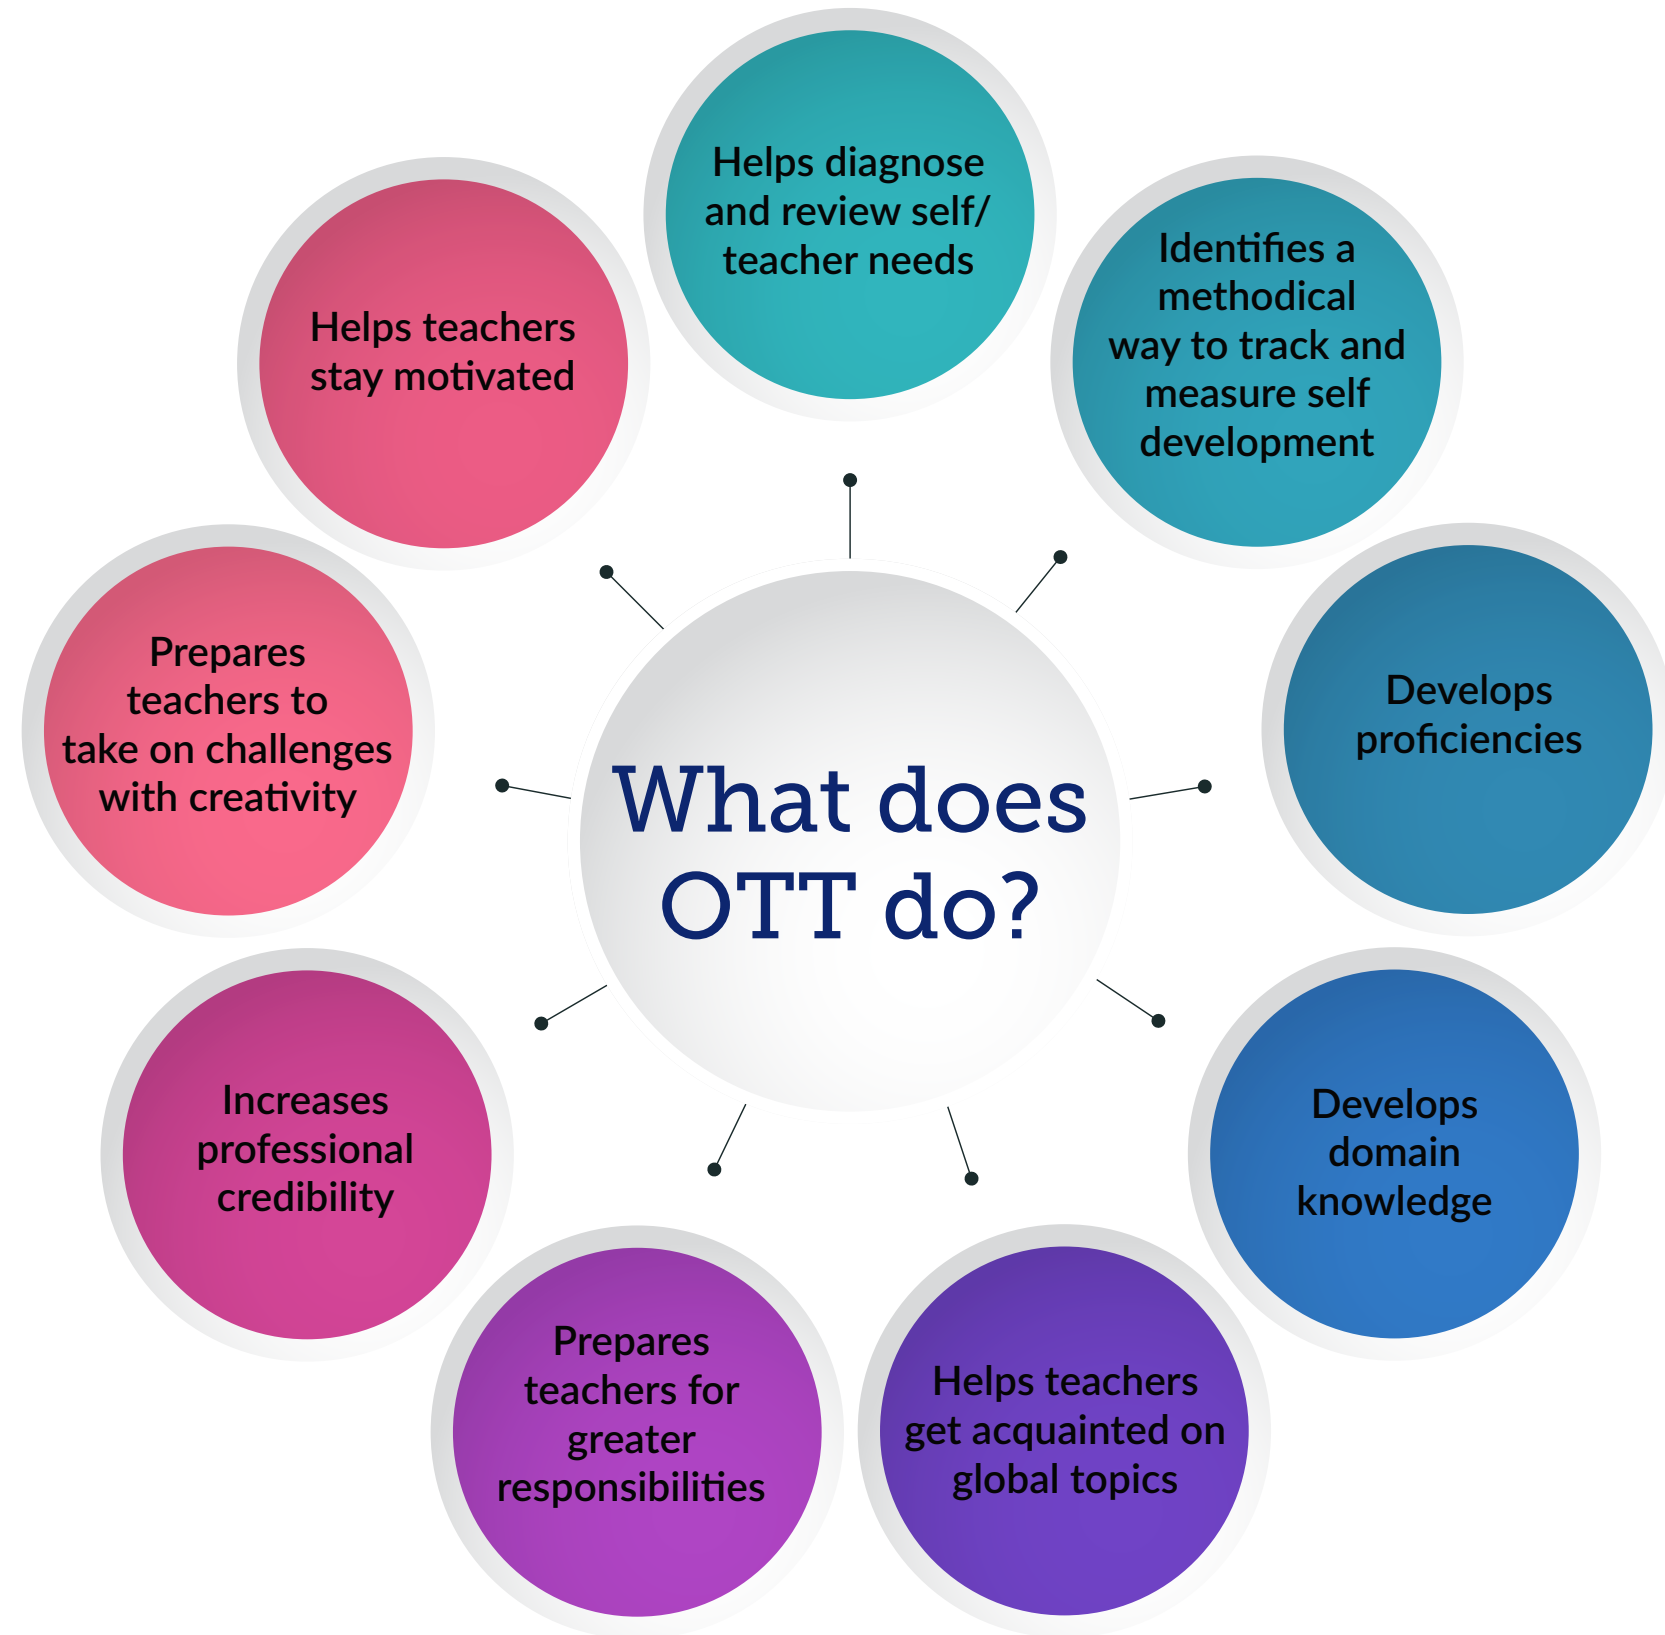 What does
OTT do?
Helps diagnose
and review self/
teacher needs
Identifies a
methodical
way to track and
measure self
development
Develops
proficiencies
Develops
domain
knowledge
Helps teachers
get acquainted on
global topics
Prepares
teachers for
greater
responsibilities
Increases
professional
credibility
Prepares
teachers to
take on challenges
with creativity
Helps teachers
stay motivated